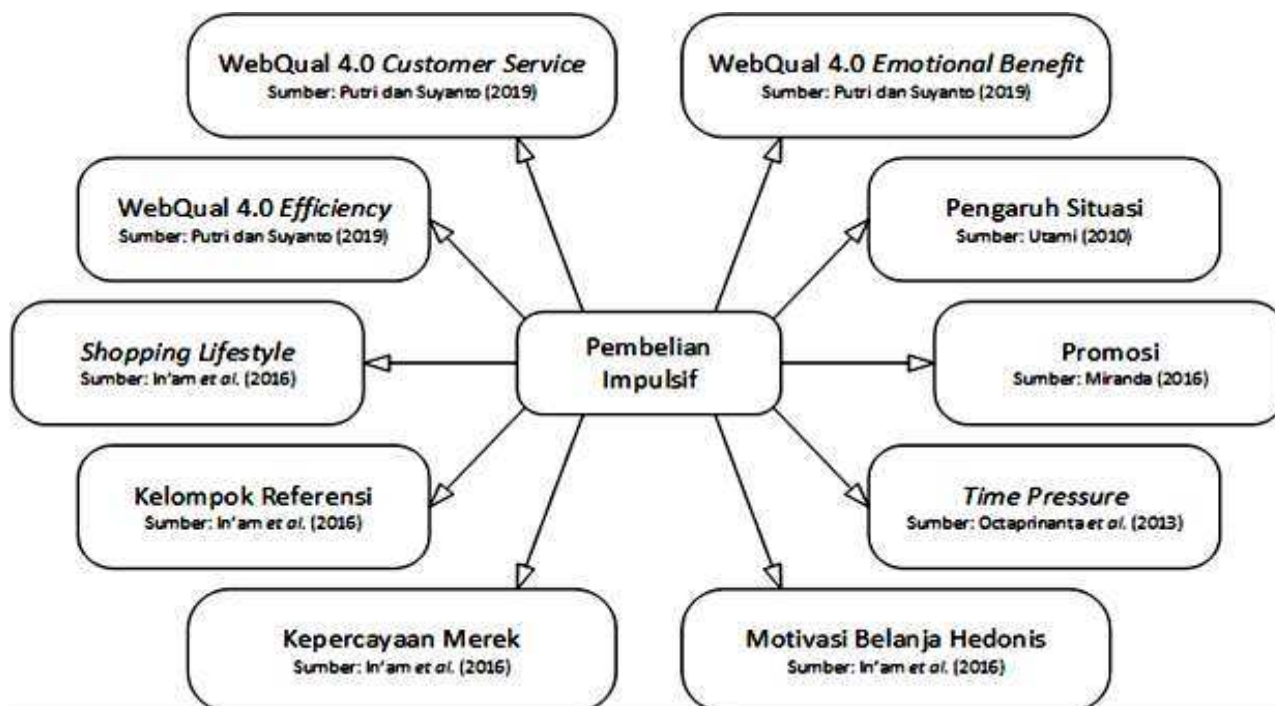 WebQual 4.0 Customer Service
Sumber: Putri dan Suyanto (2019)
WebQual 4.0 Emotional Benefit
Sumber: Putri dan Suyanto (2019)
WebQual 4.0 Efficiency
Sumber: Putri dan Suyanto (2019)
Pengaruh Situasi
Sumber: Utami (2010)
Shopping Lifestyle
Sumber: In'am et al. (2016)
Pembelian
Impulsif
Promosi
Sumber: Miranda (2016)
Kelompok Referensi
Sumber: In'am et al. (2016)
Time Pressure
Sumber: Octaprinanta et al. (2013)
Kepercayaan Merek
Sumber: In'am et al. (2016)
Motivasi Belanja Hedonis
Sumber: In'am et al. (2016)